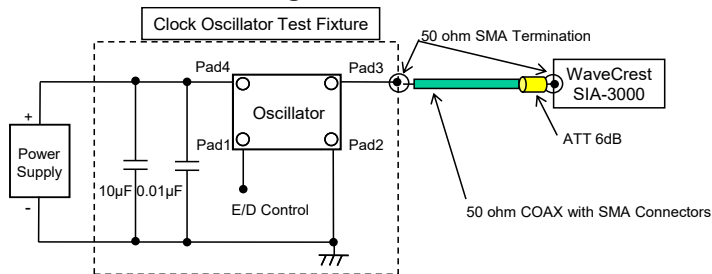 Clock Oscillator Test Fixture
50 ohm SMA Termination
Pad4
Pad3
WaveCrest
SIA-3000
Oscillator
+
ATT 6dB
Power
Supply
Pad1
Pad2
10µF
0.01µF
E/D Control
-
50 ohm COAX with SMA Connectors